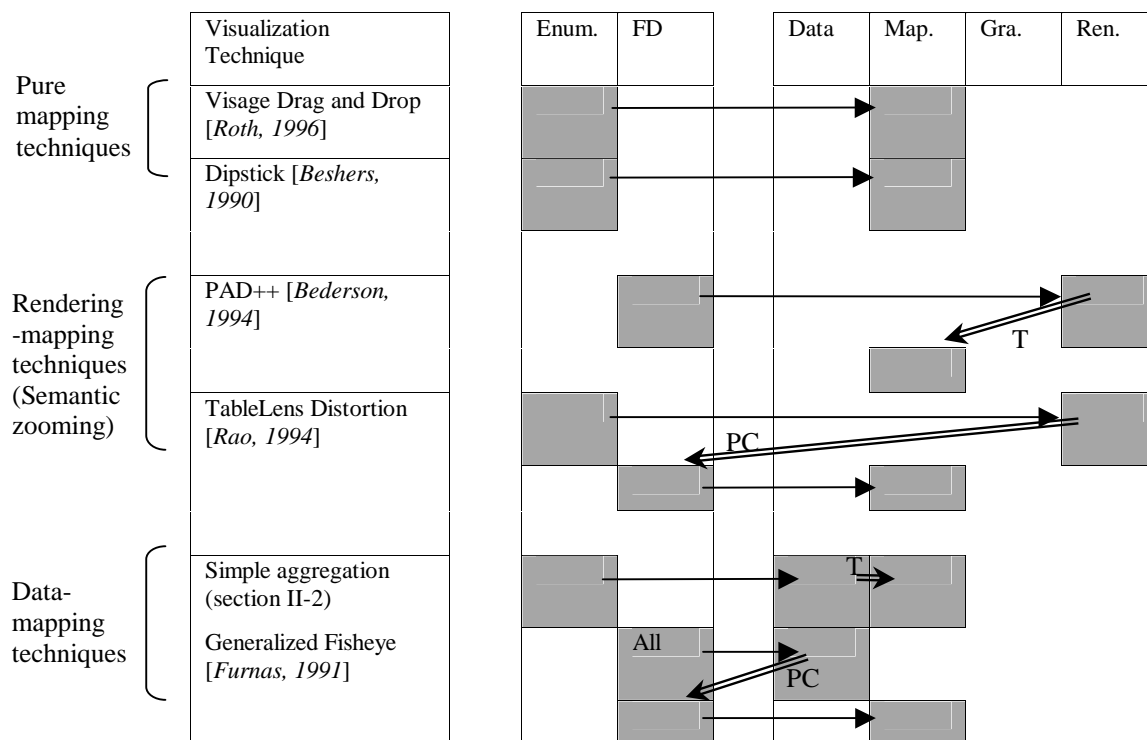 Visualization
Technique
Enum.
FD
Data
Map.
Gra.
Ren.
Pure
mapping
techniques
Visage Drag and Drop
[Roth, 1996]
Dipstick [Beshers,
1990]
Rendering
-mapping
techniques
(Semantic
zooming)
PAD++ [Bederson,
1994]
T
TableLens Distortion
[Rao, 1994]
PC
Data-
mapping
techniques
Simple aggregation
(section II-2)
T
Generalized Fisheye
[Furnas, 1991]
All
PC